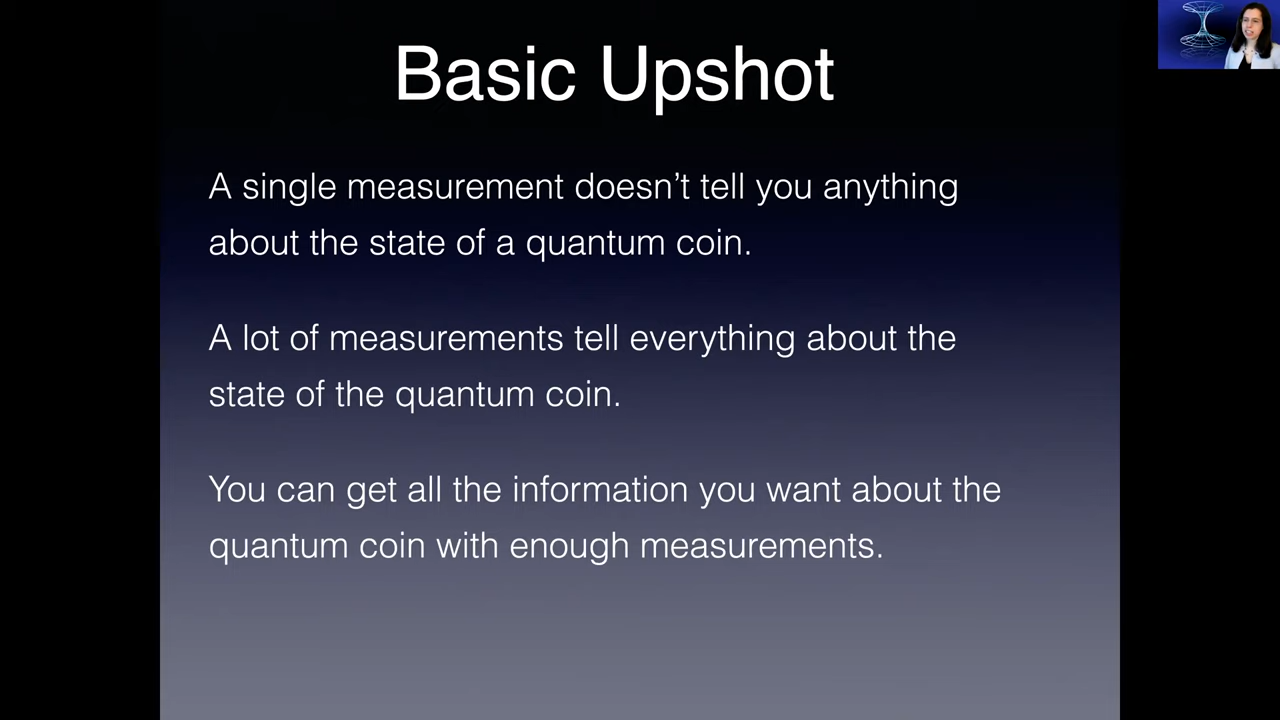 Basic Upshot
A single measurement doesn’t tell you anything
about the state of a quantum coin.
A lot of measurements tell everything about the
state of the quantum coin.
You can get all the information you want about the
quantum coin with enough measurements.